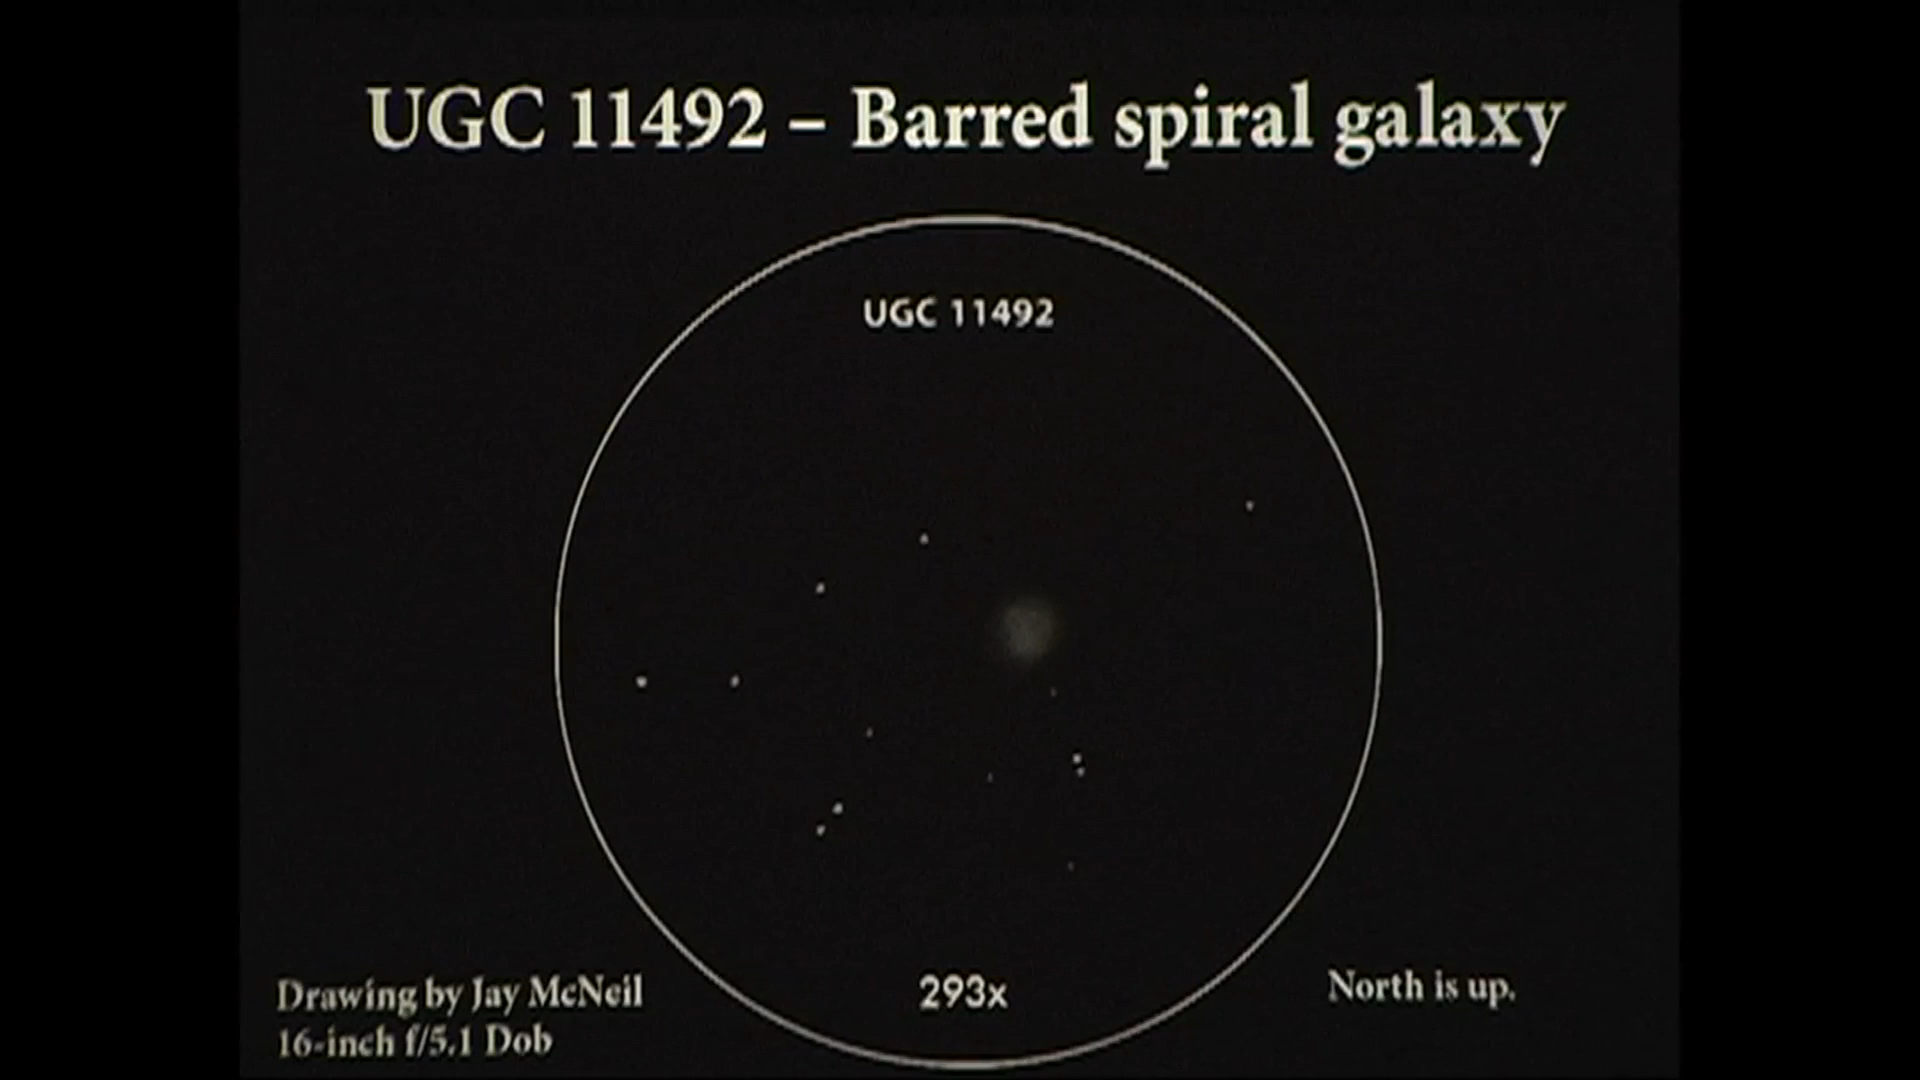 UGC 11492 – Barred spiral galaxy
UGC 11492
293x
Drawing by Jay McNeil
16-inch f/5.1 Dob
North is up.